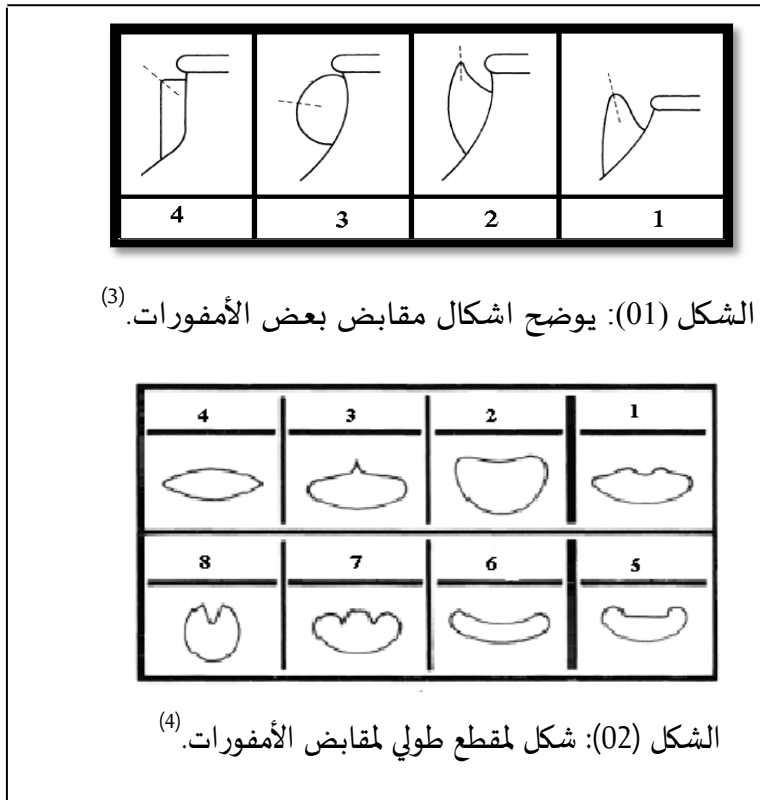 4 3 2 1
الشكل (01): يوضح اشكال مقابض بعض الأمفورات.(3)
4 3 2 1
8 7 6 5
الشكل (02): شكل لمقطع طولي لمقابض الأمفورات.(4)